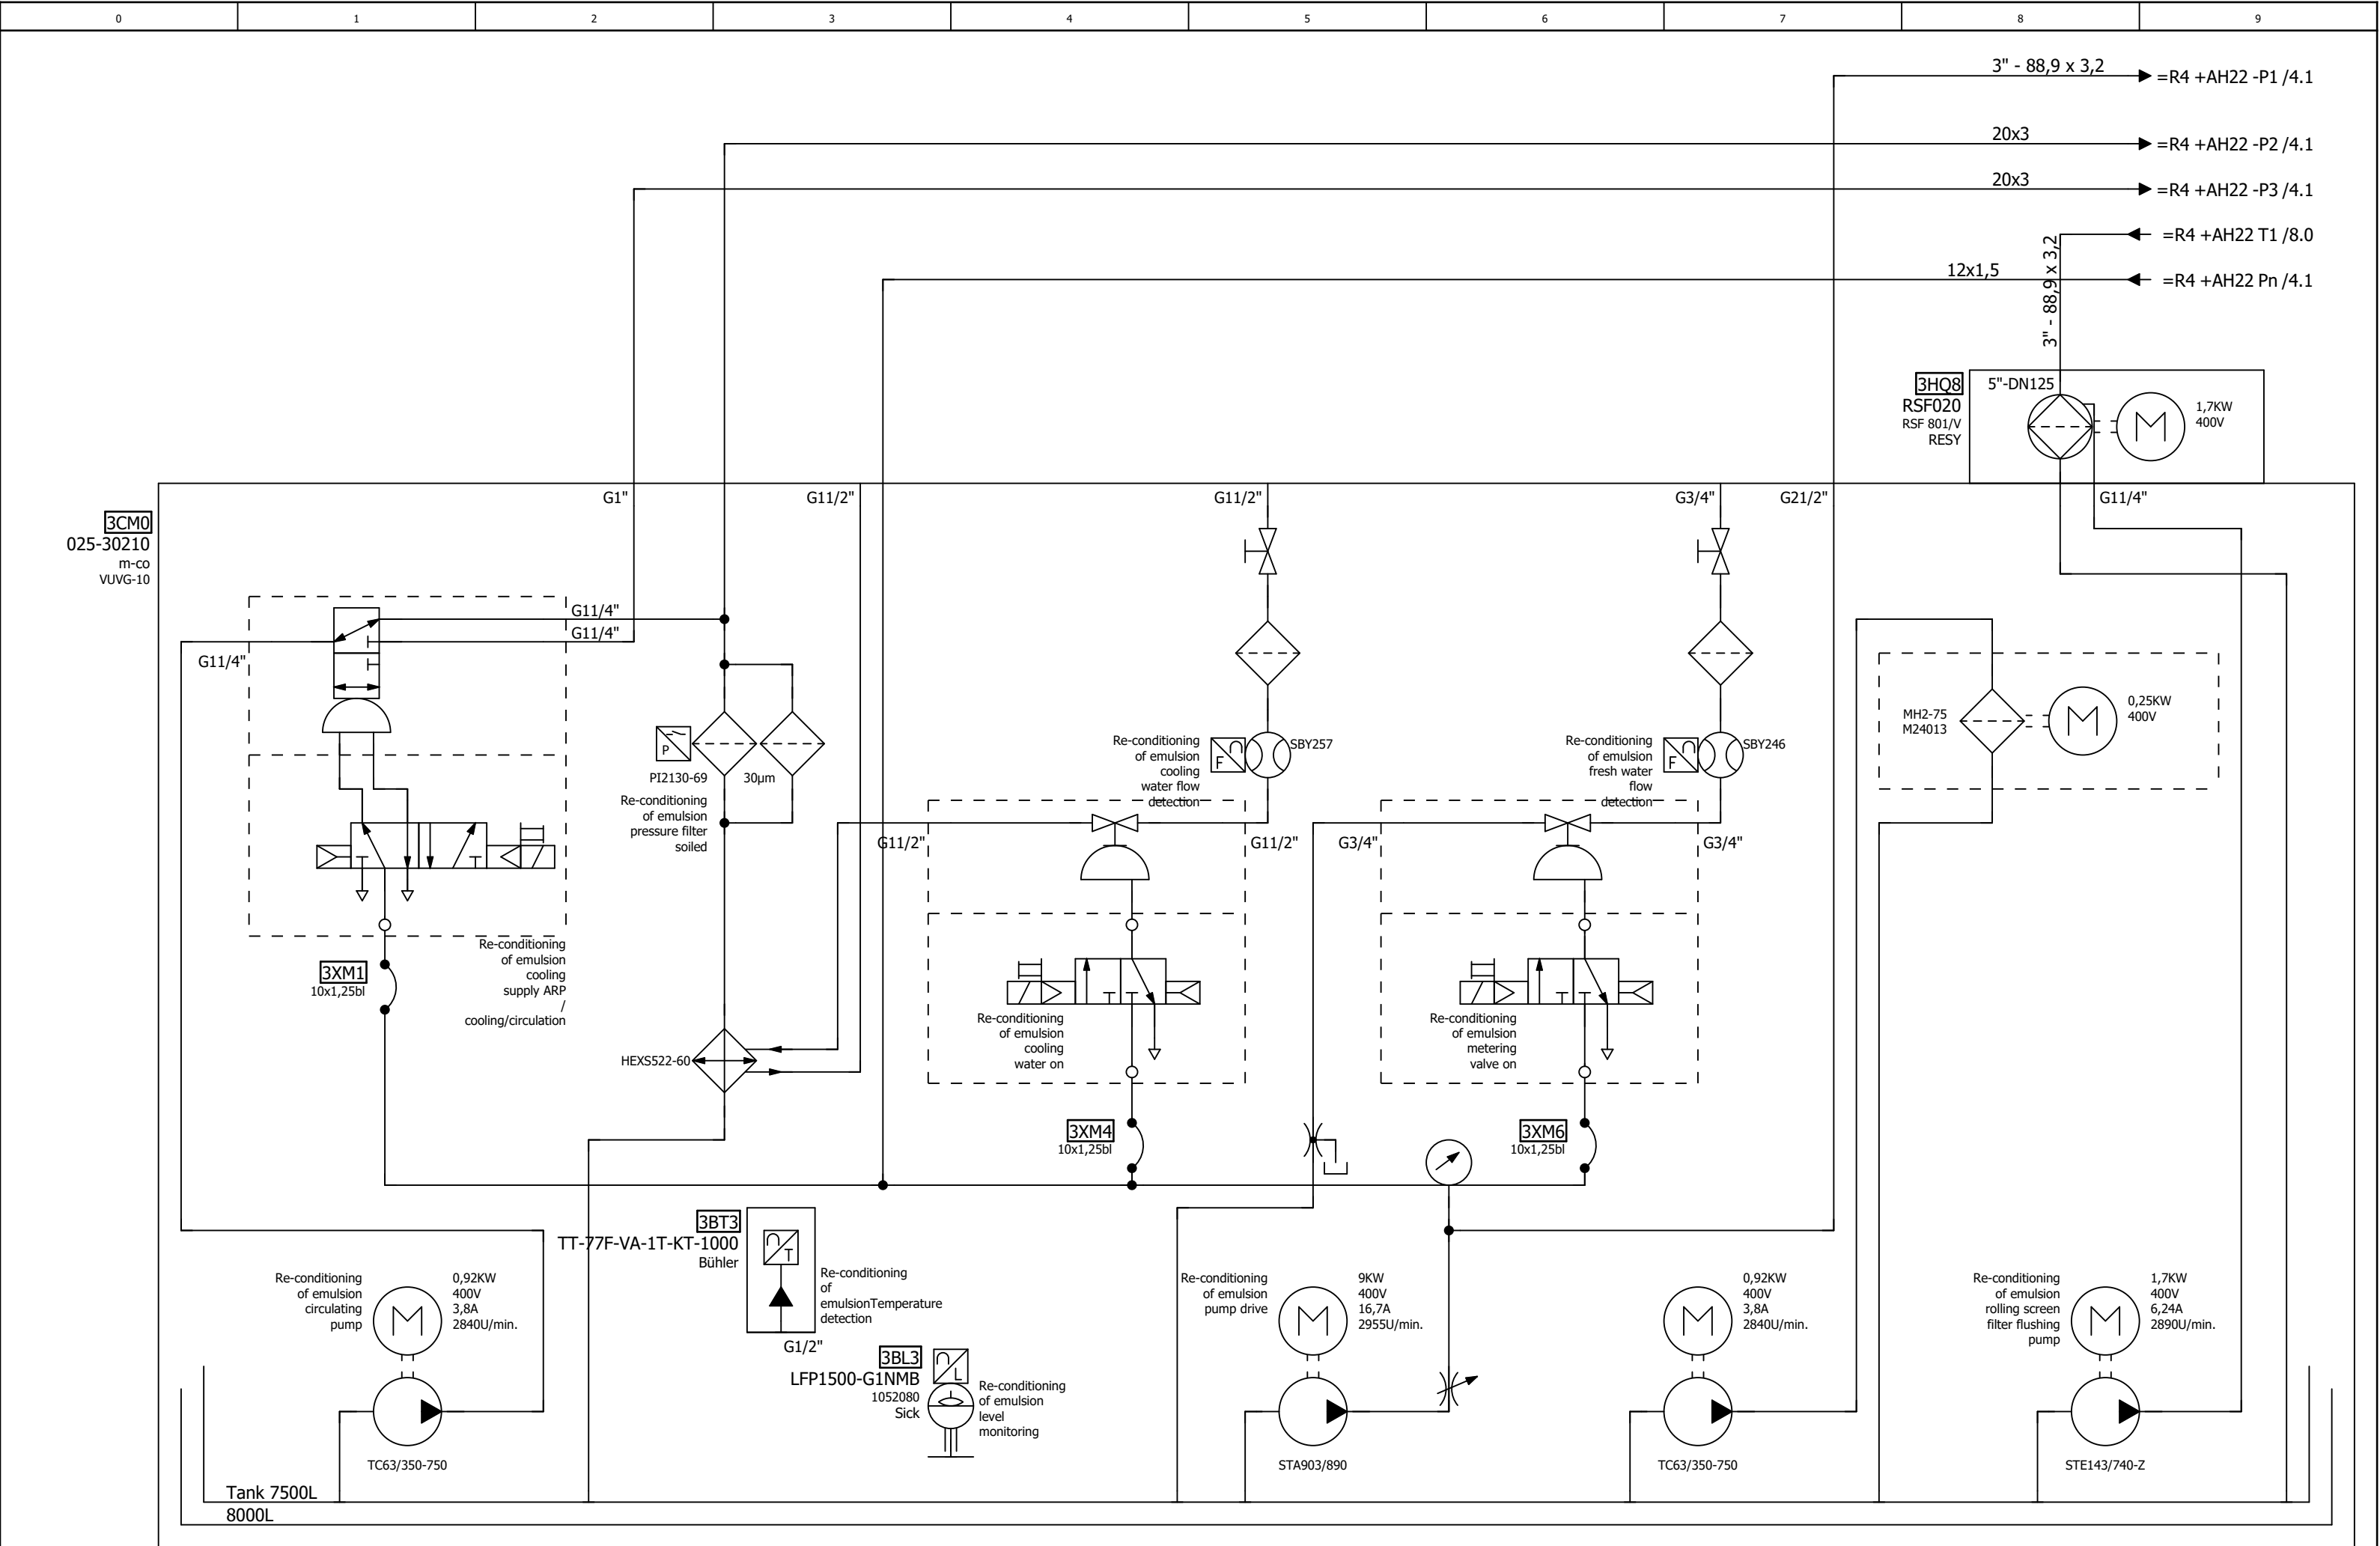 0
1
2
3
4
5
6
7
8
9
3" - 88,9 x 3,2
=R4 +AH22 -P1 /4.1
20x3
=R4 +AH22 -P2 /4.1
20x3
=R4 +AH22 -P3 /4.1
=R4 +AH22 T1 /8.0
12x1,5
=R4 +AH22 Pn /4.1
3" - 88,9 x 3,2
3HQ8
RSF020
RSF 801/V
RESY
5"-DN125
M
1,7KW
400V
3CM0
025-30210
m-co
VUVG-10
G1"
G11/2"
G11/2"
G3/4"
G21/2"
G11/4"
G11/4"
G11/4"
G11/4"
P
PI2130-69
30µm
Re-conditioning
of emulsion
pressure filter
soiled
Re-conditioning
of emulsion
cooling
water flow
detection
F
SBY257
Re-conditioning
of emulsion
fresh water
flow
detection
F
SBY246
MH2-75
M24013
M
0,25KW
400V
G11/2"
G11/2"
G3/4"
G3/4"
Re-conditioning
of emulsion
cooling
supply ARP
/
cooling/circulation
3XM1
10x1,25bl
HEXS522-60
Re-conditioning
of emulsion
cooling
water on
Re-conditioning
of emulsion
metering
valve on
3XM4
10x1,25bl
3XM6
10x1,25bl
3BT3
TT-77F-VA-1T-KT-1000
Bühler
T
Re-conditioning
of
emulsionTemperature
detection
G1/2"
3BL3
LFP1500-G1NMB
1052080
Sick
L
Re-conditioning
of emulsion
level
monitoring
Re-conditioning
of emulsion
circulating
pump
M
0,92KW
400V
3,8A
2840U/min.
TC63/350-750
Re-conditioning
of emulsion
pump drive
M
9KW
400V
16,7A
2955U/min.
STA903/890
M
0,92KW
400V
3,8A
2840U/min.
TC63/350-750
Re-conditioning
of emulsion
rolling screen
filter flushing
pump
M
1,7KW
400V
6,24A
2890U/min.
STE143/740-Z
Tank 7500L
8000L